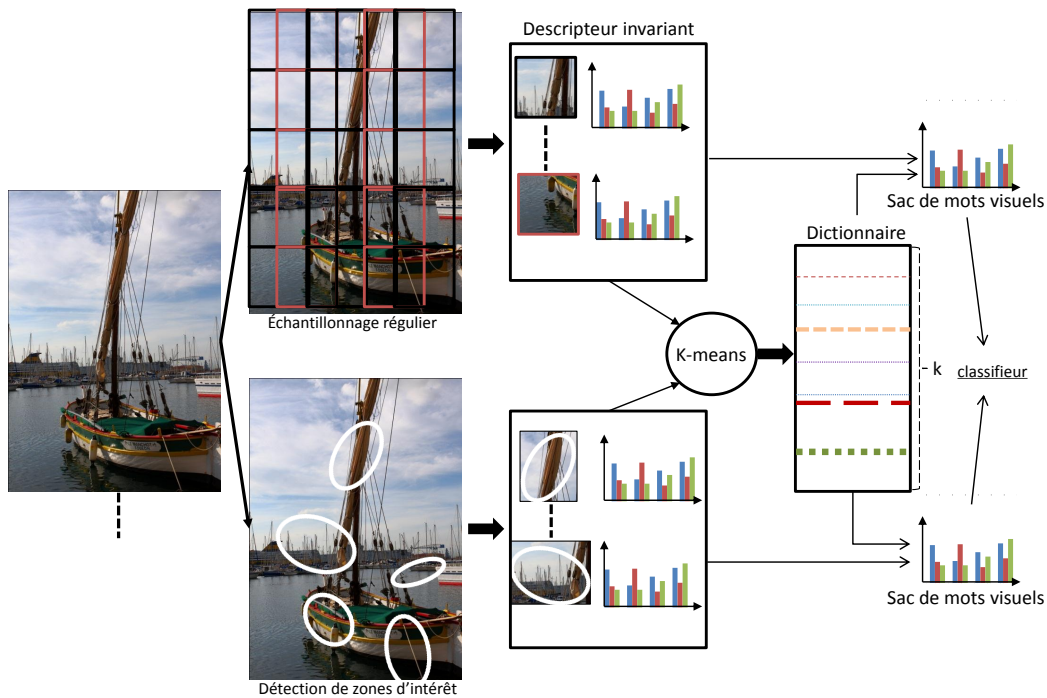 Descripteur invariant
Échantillonnage régulier
Sac de mots visuels
Dictionnaire
K-means
k
classifieur
Sac de mots visuels
Détection de zones d'intérêt